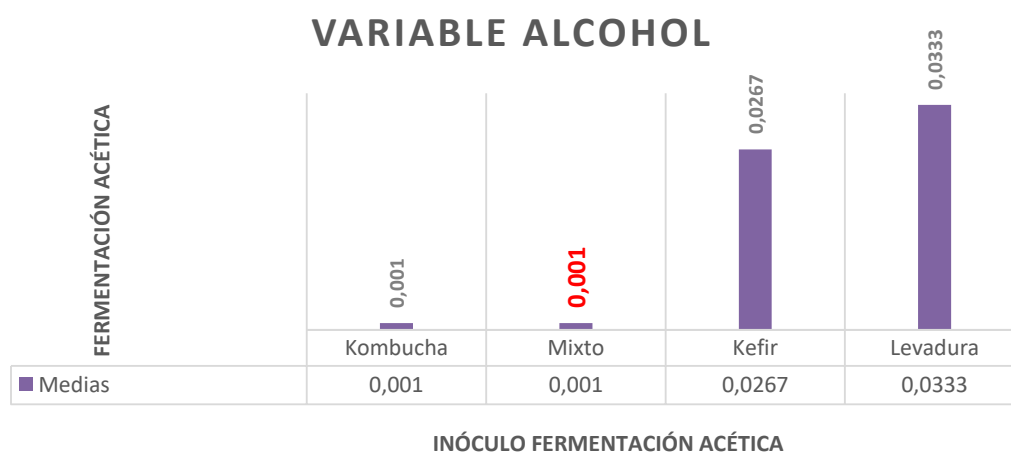 VARIABLE ALCOHOL
FERMENTACIÓN ACÉTICA
0,001
0,001
0,0267
0,0333
Kombucha Mixto Kefir Levadura
Medias 0,001 0,001 0,0267 0,0333
INÓCULO FERMENTACIÓN ACÉTICA